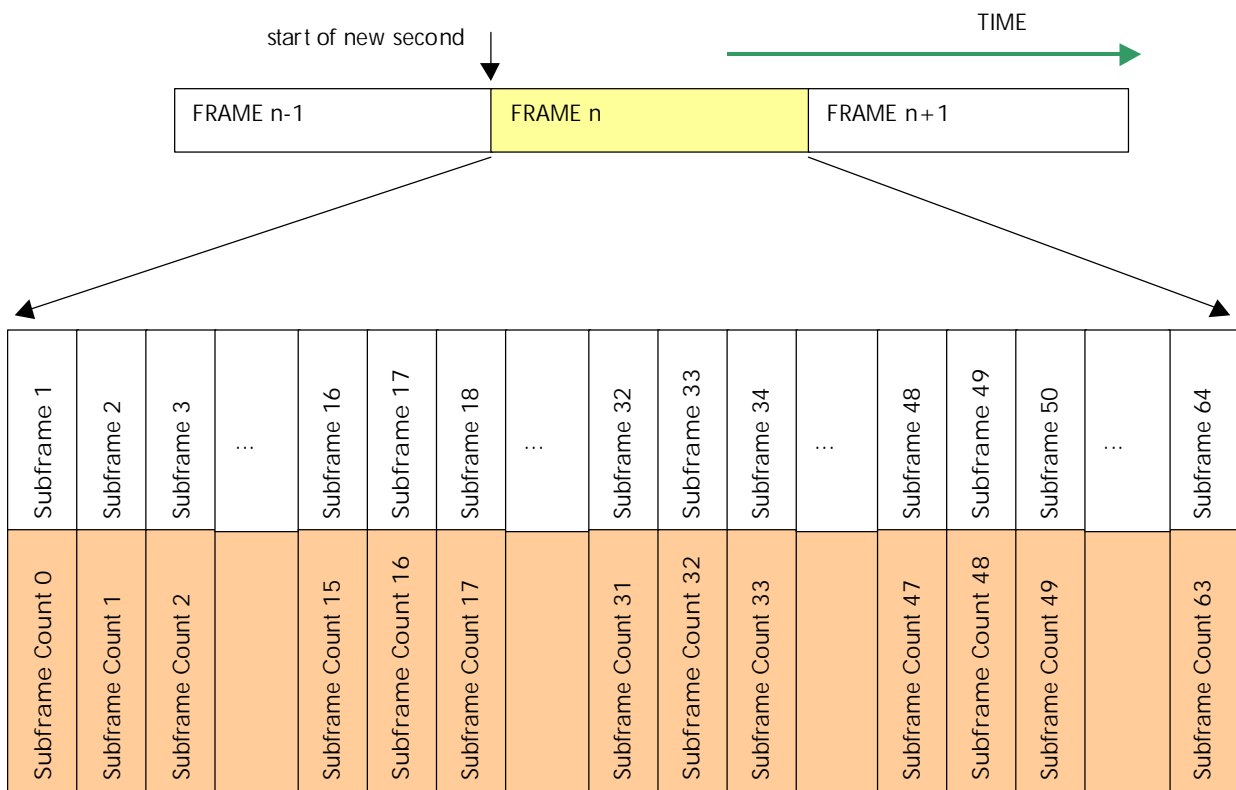 start of new second
TIME
FRAME n-1
FRAME n
FRAME n+1
Subframe 1
Subframe 2
Subframe 3
...
Subframe 16
Subframe 17
Subframe 18
...
Subframe 32
Subframe 33
Subframe 34
...
Subframe 48
Subframe 49
Subframe 50
...
Subframe 64
Subframe Count 0
Subframe Count 1
Subframe Count 2
Subframe Count 15
Subframe Count 16
Subframe Count 17
Subframe Count 31
Subframe Count 32
Subframe Count 33
Subframe Count 47
Subframe Count 48
Subframe Count 49
Subframe Count 63